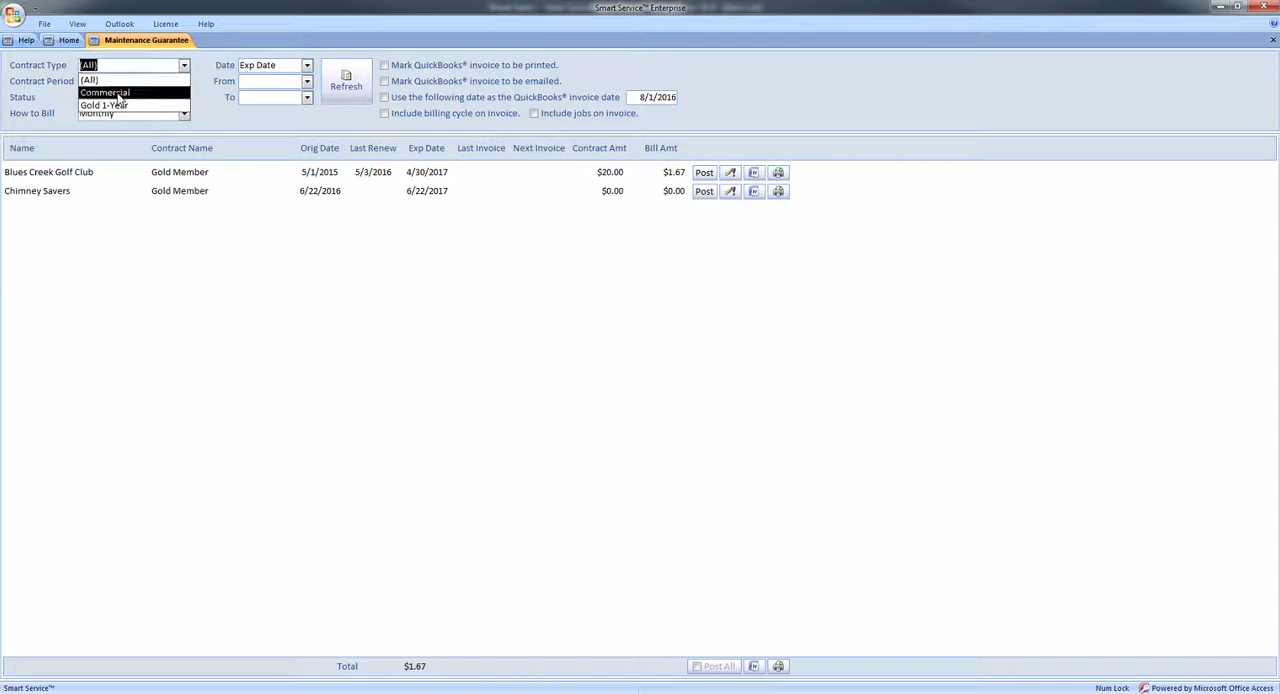 Smart Service™ Enterprise
File View Outlook License Help
Help Home Maintenance Guarantee
Contract Type (All) Date Exp Date Mark QuickBooks® invoice to be printed.
(All)
Contract Period From Refresh Mark QuickBooks® invoice to be emailed.
Commercial
Status To Use the following date as the QuickBooks® invoice date 8/1/2016
Gold 1-Year
How to Bill Monthly Include billing cycle on invoice. Include jobs on invoice.
Name Contract Name Orig Date Last Renew Exp Date Last Invoice Next Invoice Contract Amt Bill Amt
Blues Creek Golf Club Gold Member 5/1/2015 5/3/2016 4/30/2017 $20.00 $1.67 Post
Chimney Savers Gold Member 6/22/2016 6/22/2017 $0.00 $0.00 Post
Total $1.67 Post All
Smart Service™ Num Lock Powered by Microsoft Office Access